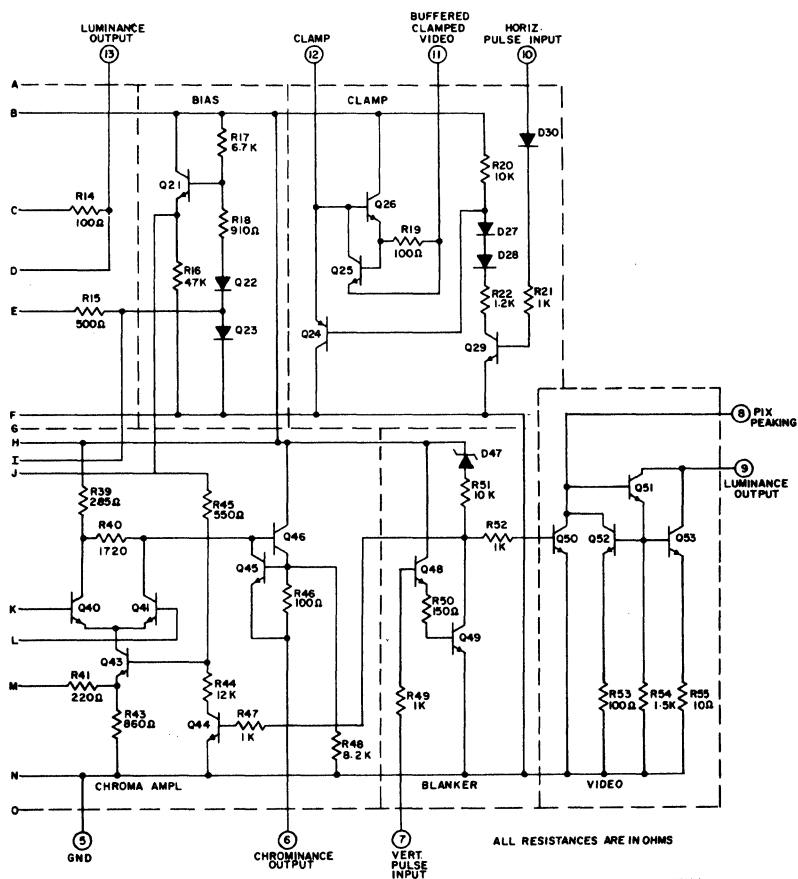 LUMINANCE
OUTPUT
13
CLAMP
12
BUFFERED
CLAMPED
VIDEO
11
HORIZ.
PULSE INPUT
10
A
B
C
D
E
F
G
H
I
J
K
L
M
N
O
BIAS
CLAMP
R14
100Ω
R15
500Ω
R17
6.7K
Q21
R18
910Ω
R16
47K
Q22
Q23
Q26
R19
100Ω
Q25
Q24
R20
10K
D27
D28
R22
1.2K
Q29
D30
R21
1K
8
PIX
PEAKING
9
LUMINANCE
OUTPUT
R39
285Ω
R40
1720
Q40
Q41
Q43
R41
220Ω
R43
860Ω
R45
550Ω
Q46
Q45
R46
100Ω
R44
12K
Q44
R47
1K
R48
8.2K
D47
R51
10K
R52
1K
Q48
R50
150Ω
Q49
R49
1K
Q50
Q51
Q52
Q53
R53
100Ω
R54
1.5K
R55
10Ω
CHROMA AMPL
BLANKER
VIDEO
5
GND
6
CHROMINANCE
OUTPUT
7
VERT.
PULSE
INPUT
ALL RESISTANCES ARE IN OHMS